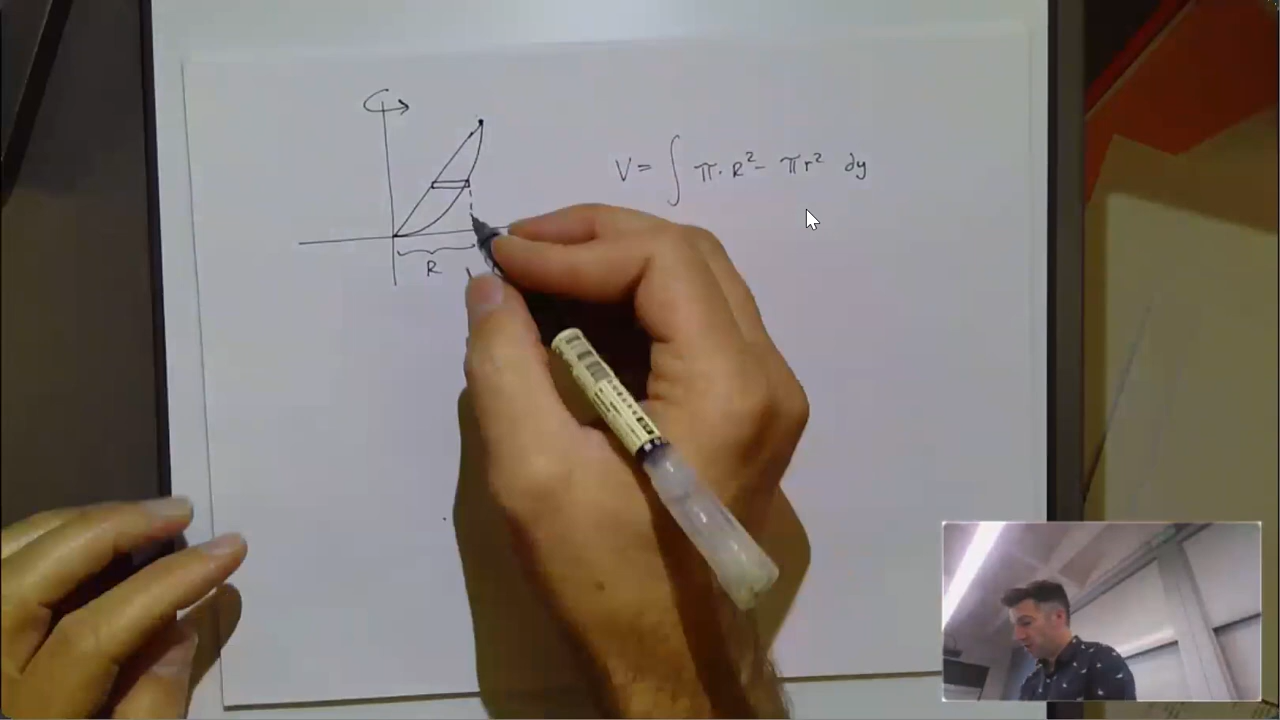 V = ∫ π·R² - πr² dy
R